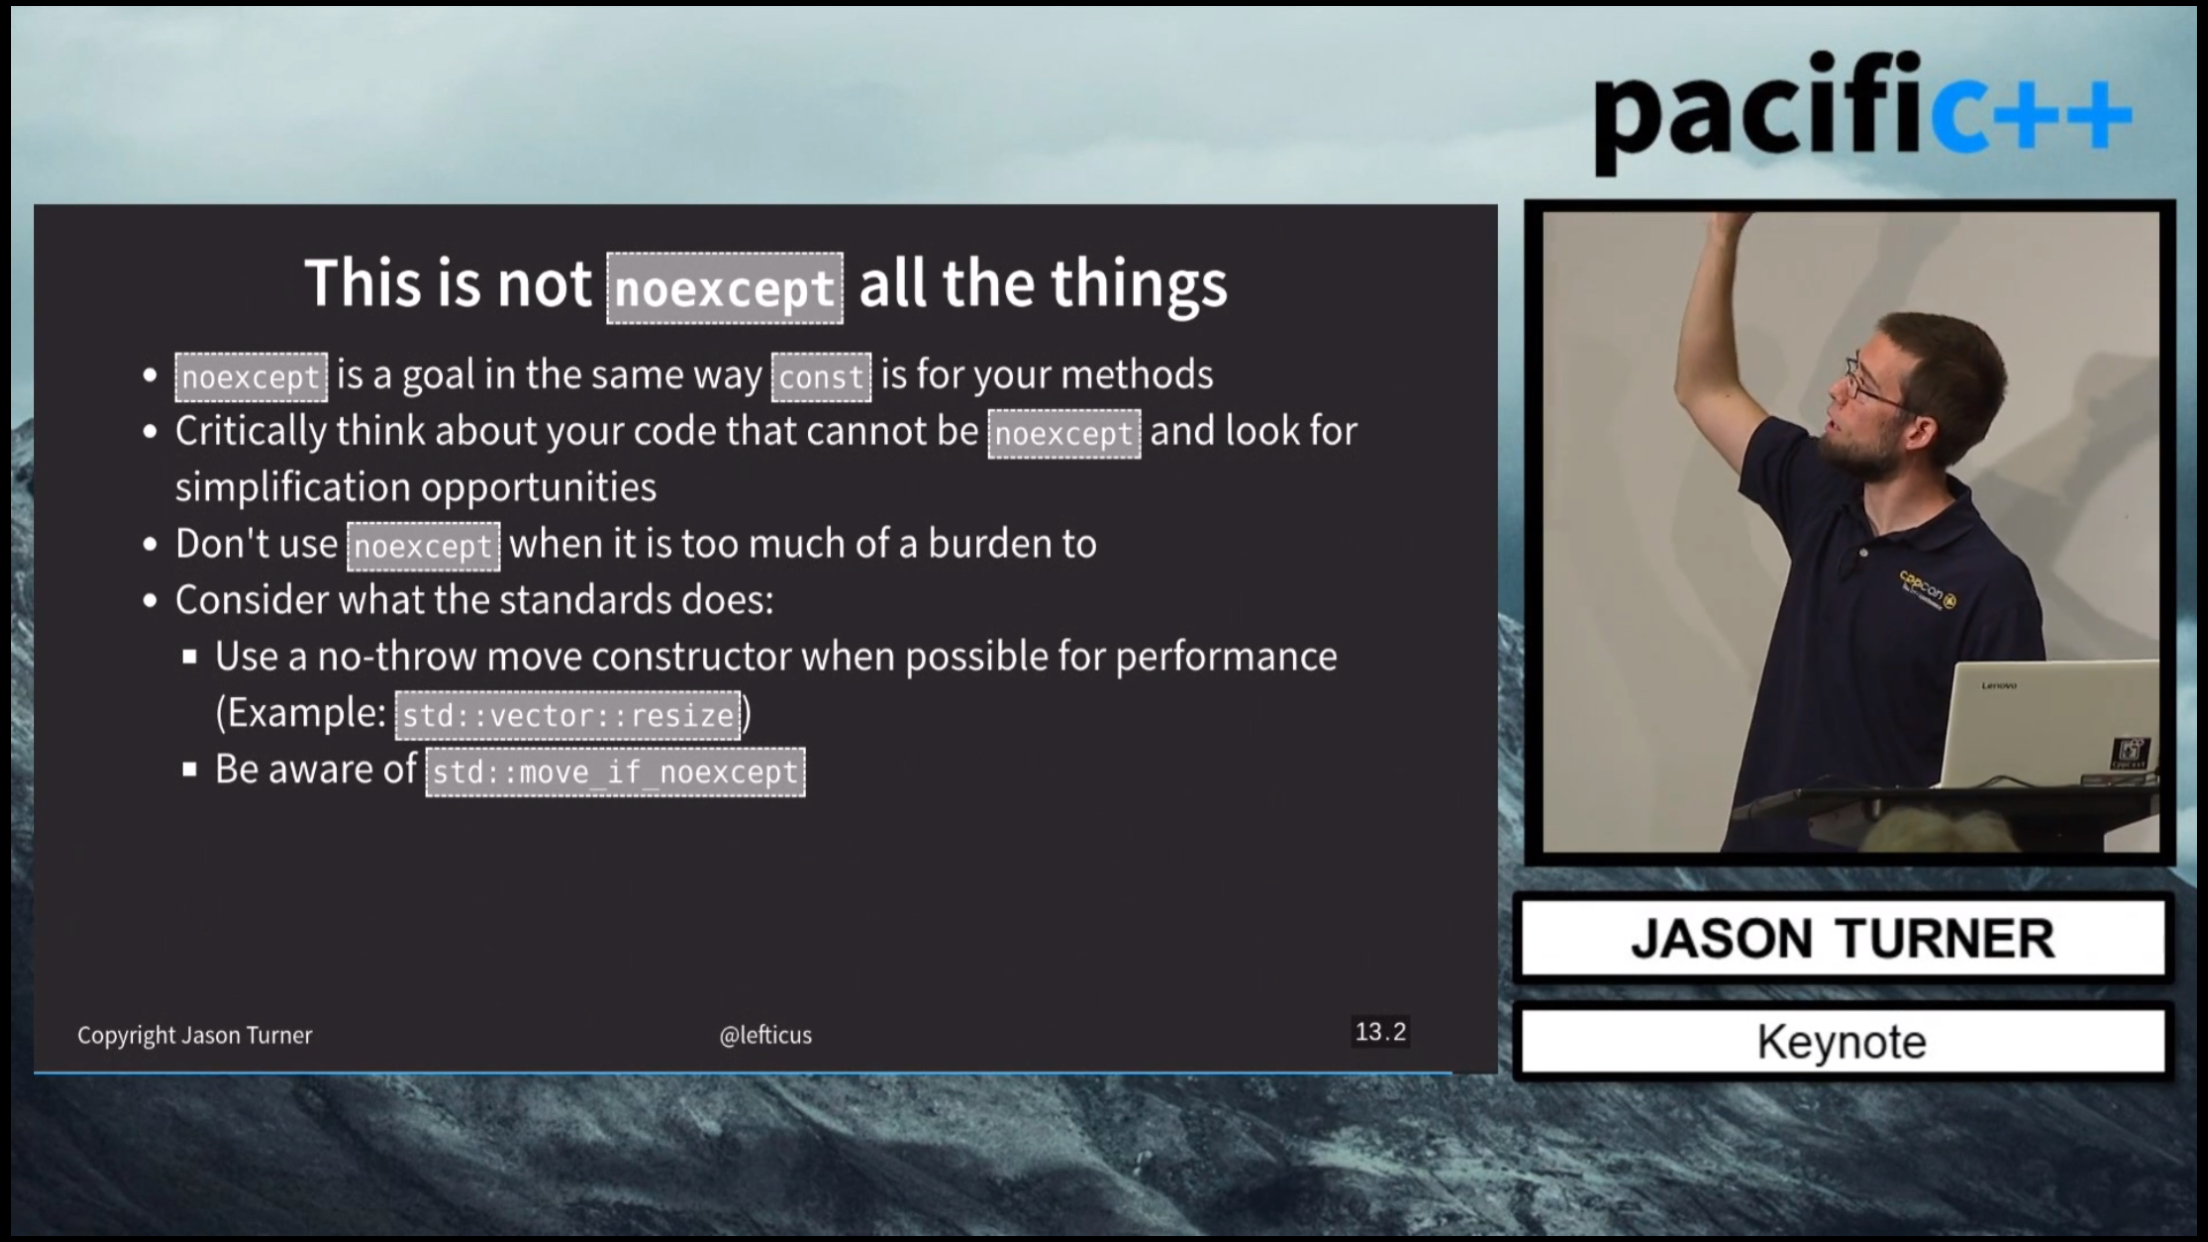 pacific++
This is not noexcept all the things
• noexcept is a goal in the same way const is for your methods
• Critically think about your code that cannot be noexcept and look for
simplification opportunities
• Don't use noexcept when it is too much of a burden to
• Consider what the standards does:
▪ Use a no-throw move constructor when possible for performance
(Example: std::vector::resize)
▪ Be aware of std::move_if_noexcept
Copyright Jason Turner
@lefticus
13.2
cppcon
Lenovo
JASON TURNER
Keynote